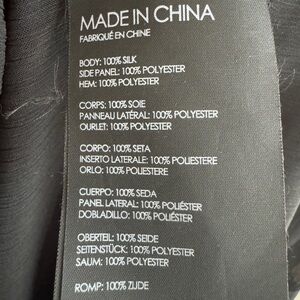 MADE IN CHINA
FABRIQUÉ EN CHINE
BODY: 100% SILK
SIDE PANEL: 100% POLYESTER
HEM: 100% POLYESTER
CORPS: 100% SOIE
PANNEAU LATÉRAL: 100% POLYESTER
OURLET: 100% POLYESTER
CORPO: 100% SETA
INSERTO LATERALE: 100% POLIESTERE
ORLO: 100% POLIESTERE
CUERPO: 100% SEDA
PANEL LATERAL: 100% POLIÉSTER
DOBLADILLO: 100% POLIÉSTER
OBERTEIL: 100% SEIDE
SEITENSTÜCK: 100% POLYESTER
SAUM: 100% POLYESTER
ROMP: 100% ZIJDE